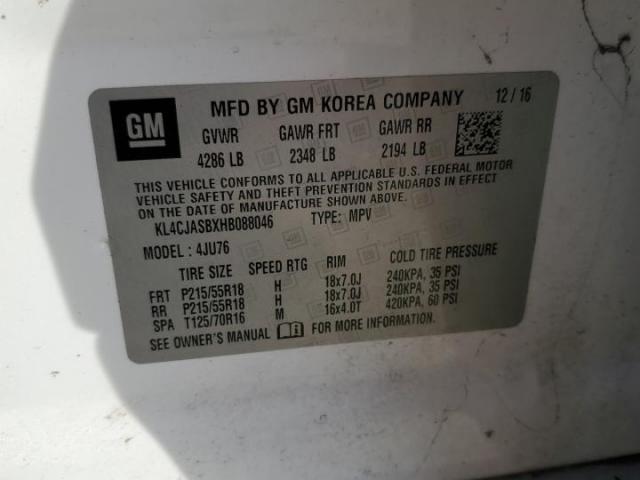 GM MFD BY GM KOREA COMPANY 12/16
GVWR GAWR FRT GAWR RR
4286 LB 2348 LB 2194 LB
THIS VEHICLE CONFORMS TO ALL APPLICABLE U.S. FEDERAL MOTOR
VEHICLE SAFETY AND THEFT PREVENTION STANDARDS IN EFFECT
ON THE DATE OF MANUFACTURE SHOWN ABOVE.
KL4CJASBXHB088046 TYPE: MPV
MODEL: 4JU76
TIRE SIZE SPEED RTG RIM COLD TIRE PRESSURE
FRT P215/55R18 H 18x7.0J 240KPA, 35 PSI
RR P215/55R18 H 18x7.0J 240KPA, 35 PSI
SPA T125/70R16 M 16x4.0T 420KPA, 60 PSI
SEE OWNER'S MANUAL FOR MORE INFORMATION.